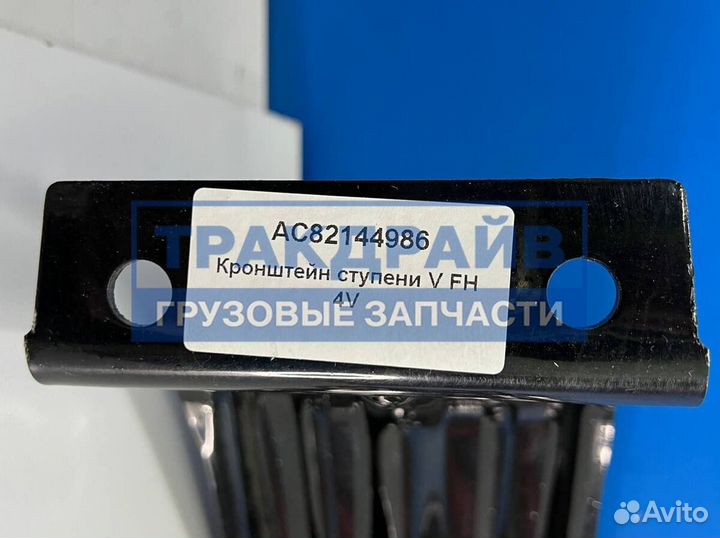 AC82144986
ТРАКДРАЙВ
Кронштейн ступени V FH
4V
ГРУЗОВЫЕ ЗАПЧАСТИ
Avito